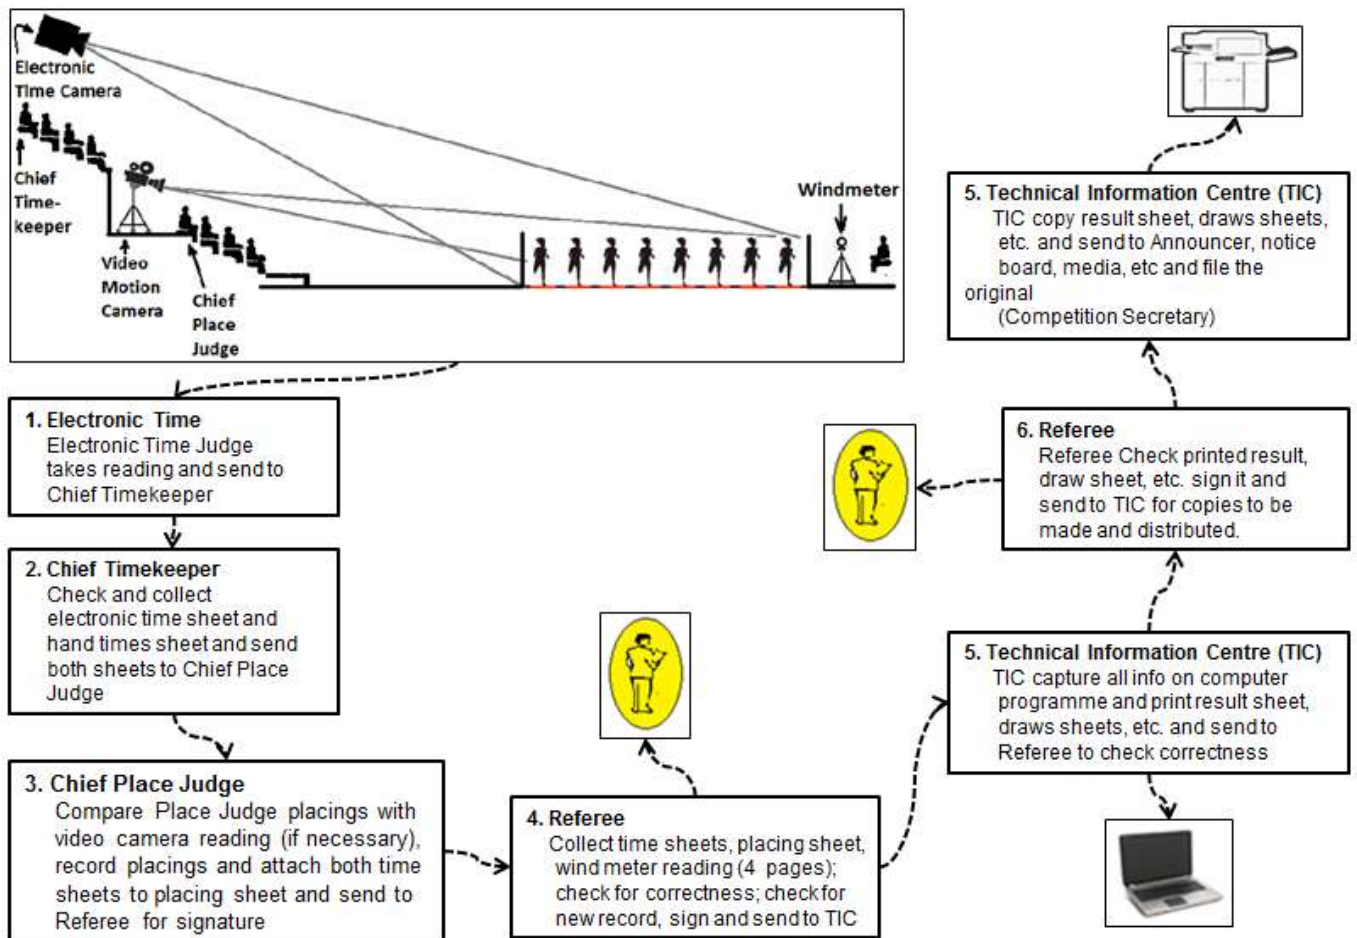 Electronic
Time Camera
Chief
Time-
keeper
Video
Motion
Camera
Chief
Place
Judge
Windmeter
1. Electronic Time
Electronic Time Judge
takes reading and send to
Chief Timekeeper
2. Chief Timekeeper
Check and collect
electronic time sheet and
hand times sheet and send
both sheets to Chief Place
Judge
3. Chief Place Judge
Compare Place Judge placings with
video camera reading (if necessary),
record placings and attach both time
sheets to placing sheet and send to
Referee for signature
4. Referee
Collect time sheets, placing sheet,
wind meter reading (4 pages);
check for correctness; check for
new record, sign and send to TIC
5. Technical Information Centre (TIC)
TIC capture all info on computer
programme and print result sheet,
draws sheets, etc. and send to
Referee to check correctness
6. Referee
Referee Check printed result,
draw sheet, etc. sign it and
send to TIC for copies to be
made and distributed.
5. Technical Information Centre (TIC)
TIC copy result sheet, draws sheets,
etc. and send to Announcer, notice
board, media, etc and file the
original
(Competition Secretary)